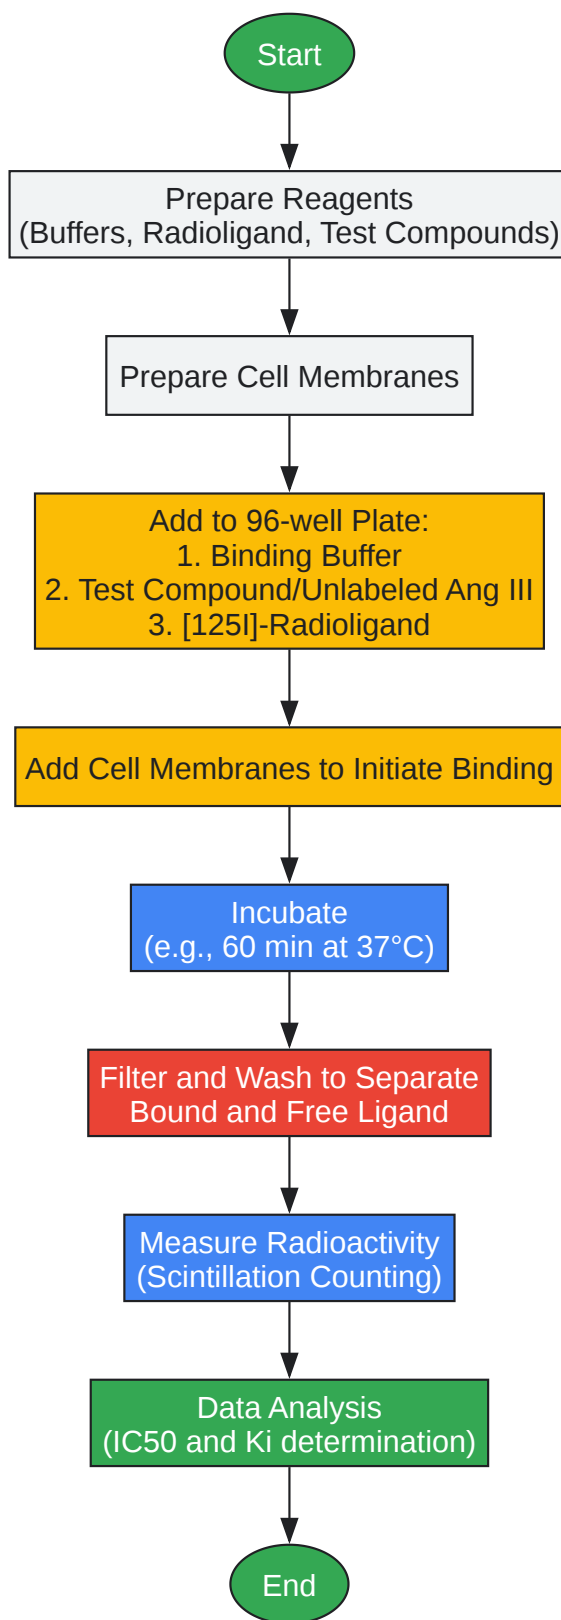 Start
Prepare Reagents
(Buffers, Radioligand, Test Compounds)
Prepare Cell Membranes
Add to 96-well Plate:
1. Binding Buffer
2. Test Compound/Unlabeled Ang III
3. [125I]-Radioligand
Add Cell Membranes to Initiate Binding
Incubate
(e.g., 60 min at 37°C)
Filter and Wash to Separate
Bound and Free Ligand
Measure Radioactivity
(Scintillation Counting)
Data Analysis
(IC50 and Ki determination)
End